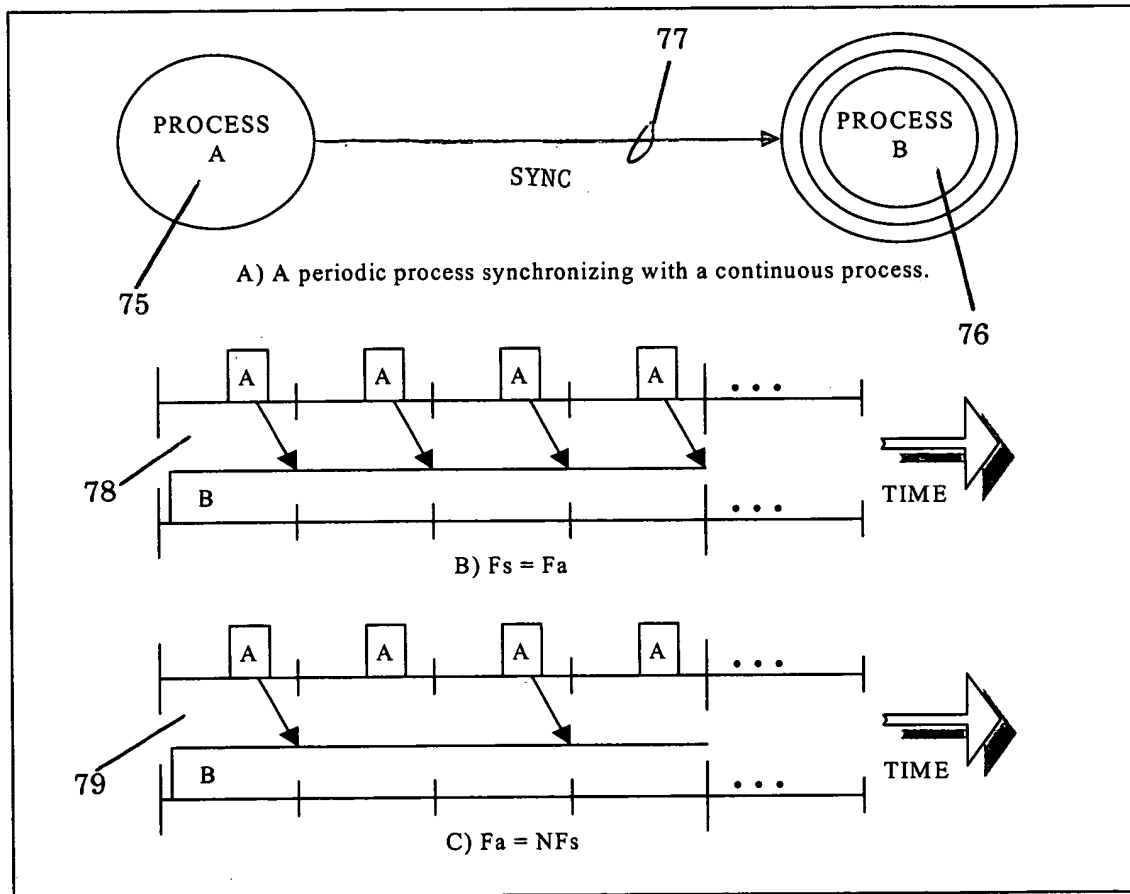 77
PROCESS
A
PROCESS
B
SYNC
75
A) A periodic process synchronizing with a continuous process.
76
A A A A ...
78
B ...
TIME
B) Fs = Fa
A A A A ...
79
B ...
TIME
C) Fa = NFs